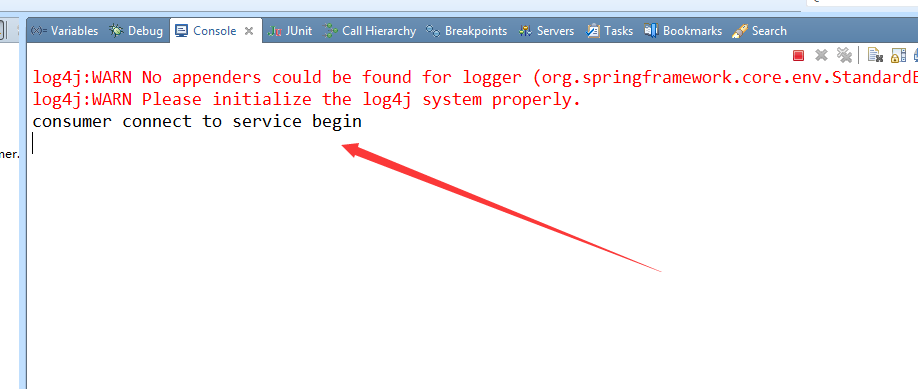 Variables Debug Console JUnit Call Hierarchy Breakpoints Servers Tasks Bookmarks Search
log4j:WARN No appenders could be found for logger (org.springframework.core.env.StandardE
log4j:WARN Please initialize the log4j system properly.
consumer connect to service begin
ner.